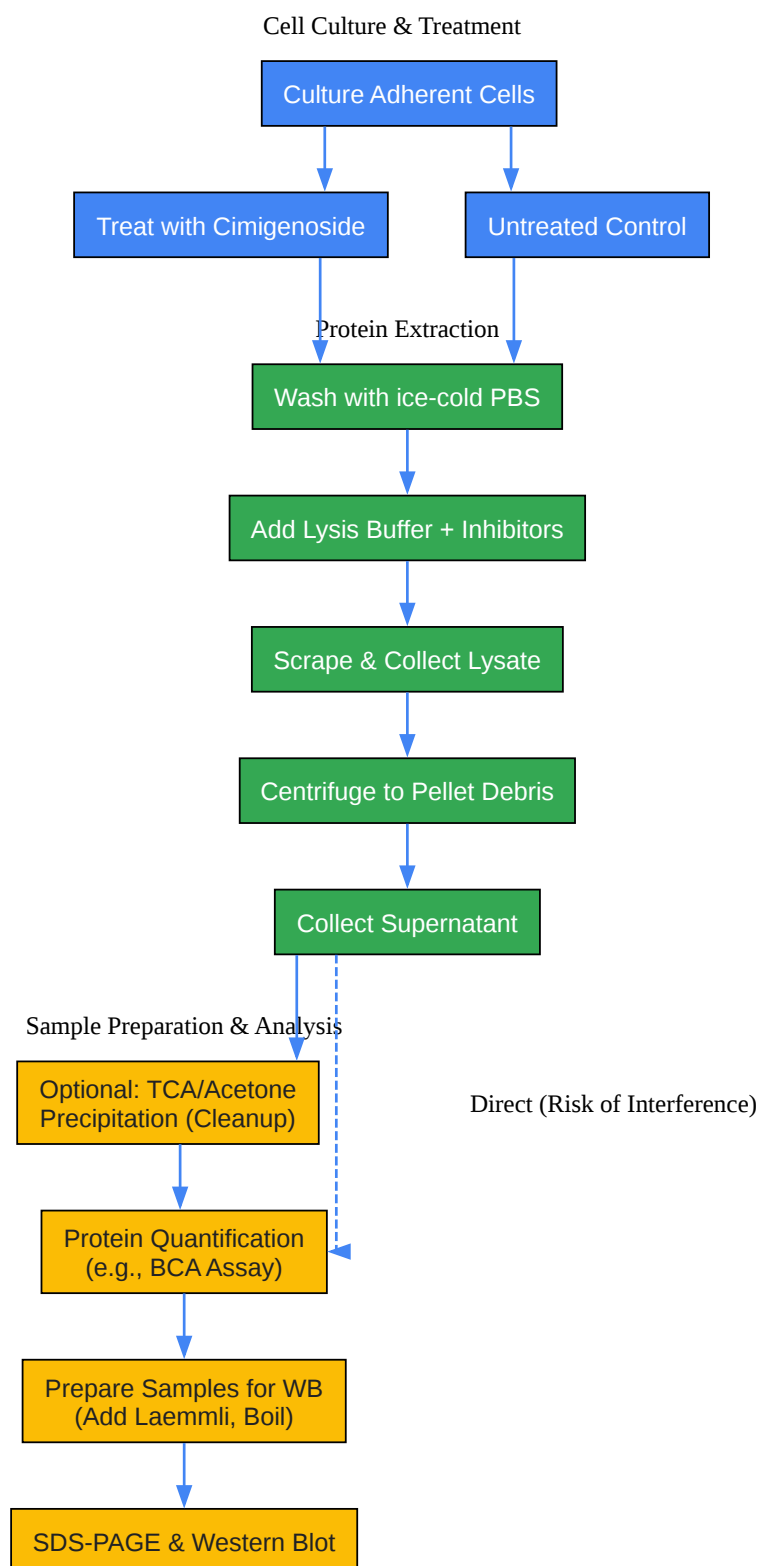 Cell Culture & Treatment
Culture Adherent Cells
Treat with Cimigenoside
Untreated Control
Protein Extraction
Wash with ice-cold PBS
Add Lysis Buffer + Inhibitors
Scrape & Collect Lysate
Centrifuge to Pellet Debris
Collect Supernatant
Sample Preparation & Analysis
Optional: TCA/Acetone
Precipitation (Cleanup)
Direct (Risk of Interference)
Protein Quantification
(e.g., BCA Assay)
Prepare Samples for WB
(Add Laemmli, Boil)
SDS-PAGE & Western Blot